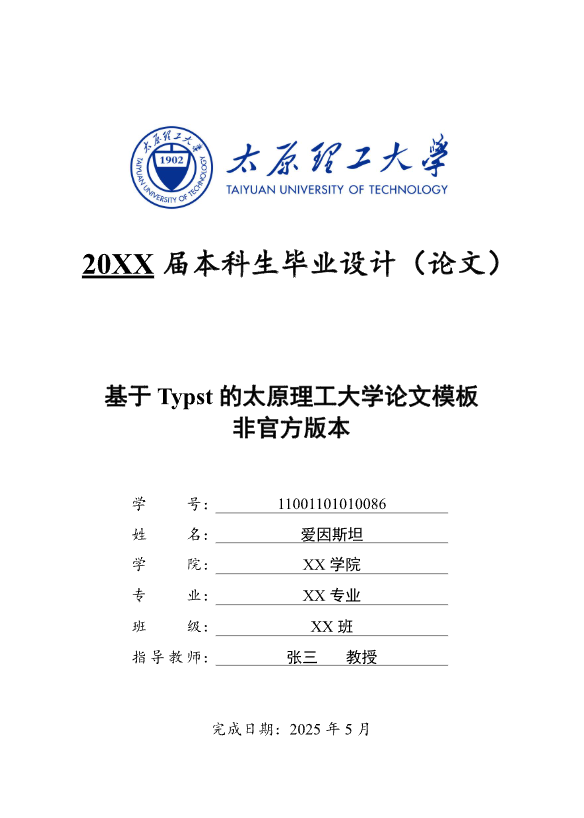 太原理工大学
1902
TAIYUAN UNIVERSITY OF TECHNOLOGY
太原理工大學
TAIYUAN UNIVERSITY OF TECHNOLOGY
20XX 届本科生毕业设计（论文）
基于 Typst 的太原理工大学论文模板
非官方版本
学 号：11001101010086
姓 名：爱因斯坦
学 院：XX 学院
专 业：XX 专业
班 级：XX 班
指导教师：张三 教授
完成日期：2025 年 5 月